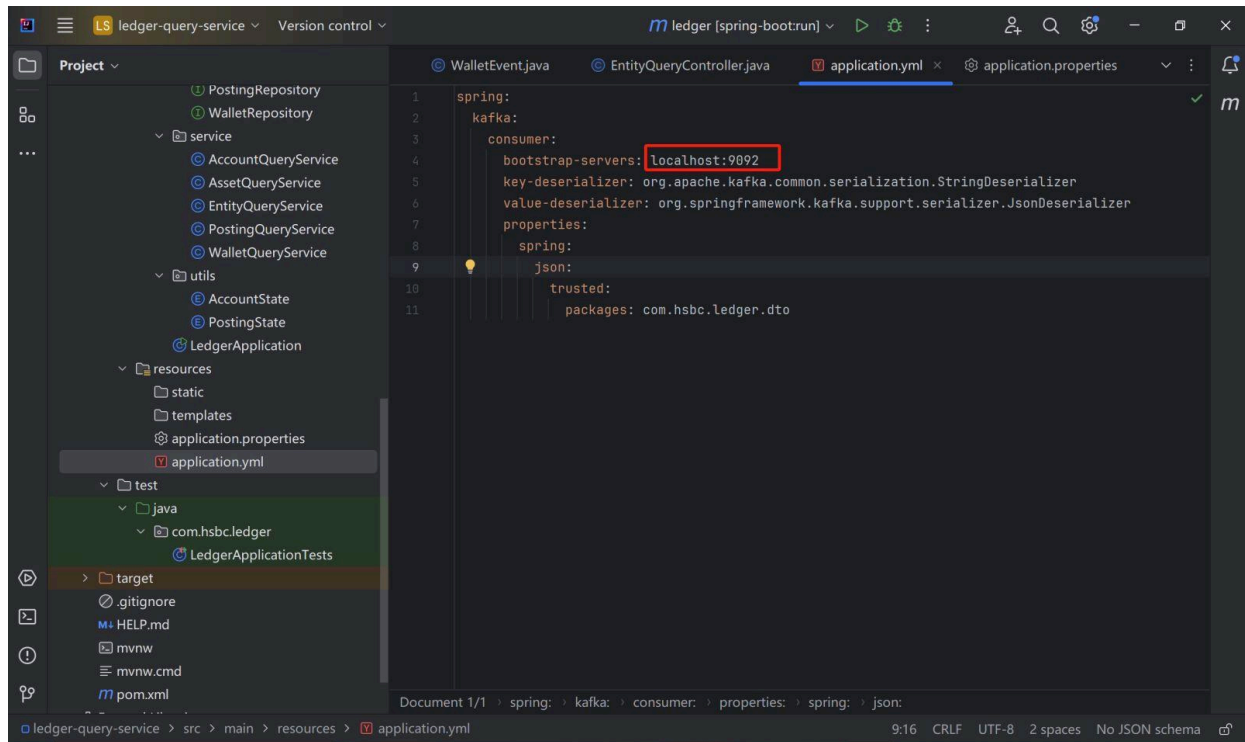 LS ledger-query-service Version control ledger [spring-boot:run]
Project
WalletEvent.java EntityQueryController.java application.yml application.properties
PostingRepository
WalletRepository
service
AccountQueryService
AssetQueryService
EntityQueryService
PostingQueryService
WalletQueryService
utils
AccountState
PostingState
LedgerApplication
resources
static
templates
application.properties
application.yml
test
java
com.hsbc.ledger
LedgerApplicationTests
target
.gitignore
HELP.md
mvnw
mvnw.cmd
pom.xml
1 spring:
2 kafka:
3 consumer:
4 bootstrap-servers: localhost:9092
5 key-deserializer: org.apache.kafka.common.serialization.StringDeserializer
6 value-deserializer: org.springframework.kafka.support.serializer.JsonDeserializer
7 properties:
8 spring:
9 json:
10 trusted:
11 packages: com.hsbc.ledger.dto
Document 1/1 › spring: › kafka: › consumer: › properties: › spring: › json:
ledger-query-service › src › main › resources › application.yml 9:16 CRLF UTF-8 2 spaces No JSON schema